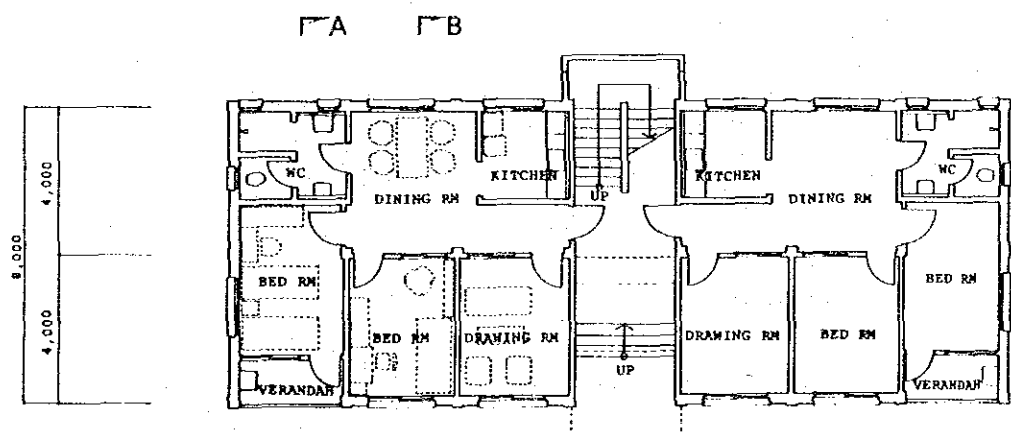 A B
4,000
8,000
4,000
WC
DINING RM
KITCHEN
UP
KITCHEN
DINING RM
WC
BED RM
BED RM
DRAWING RM
UP
DRAWING RM
BED RM
BED RM
VERANDAH
VERANDAH